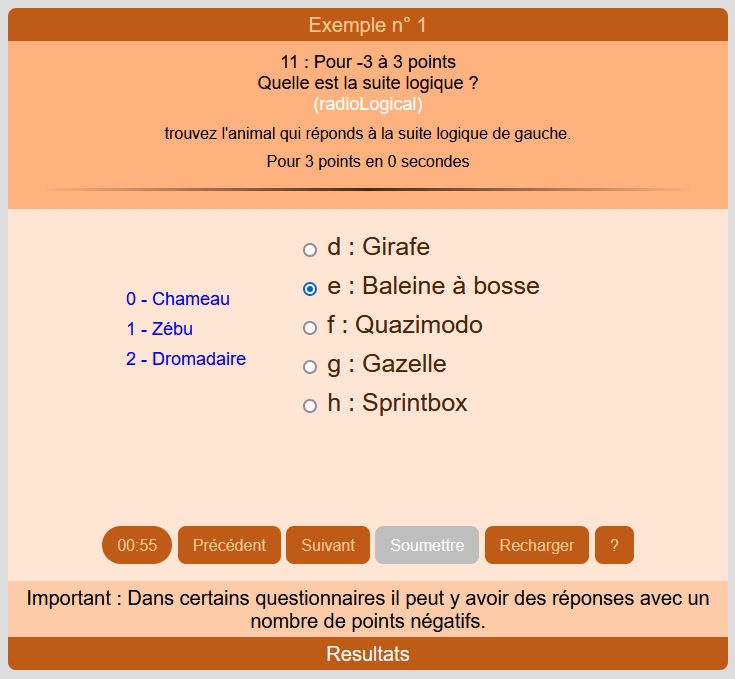 Exemple n° 1
11 : Pour -3 à 3 points
Quelle est la suite logique ?
(radioLogical)
trouvez l'animal qui réponds à la suite logique de gauche.
Pour 3 points en 0 secondes
0 - Chameau
1 - Zébu
2 - Dromadaire
d : Girafe
e : Baleine à bosse
f : Quazimodo
g : Gazelle
h : Sprintbox
00:55 Précédent Suivant Soumettre Recharger ?
Important : Dans certains questionnaires il peut y avoir des réponses avec un
nombre de points négatifs.
Resultats